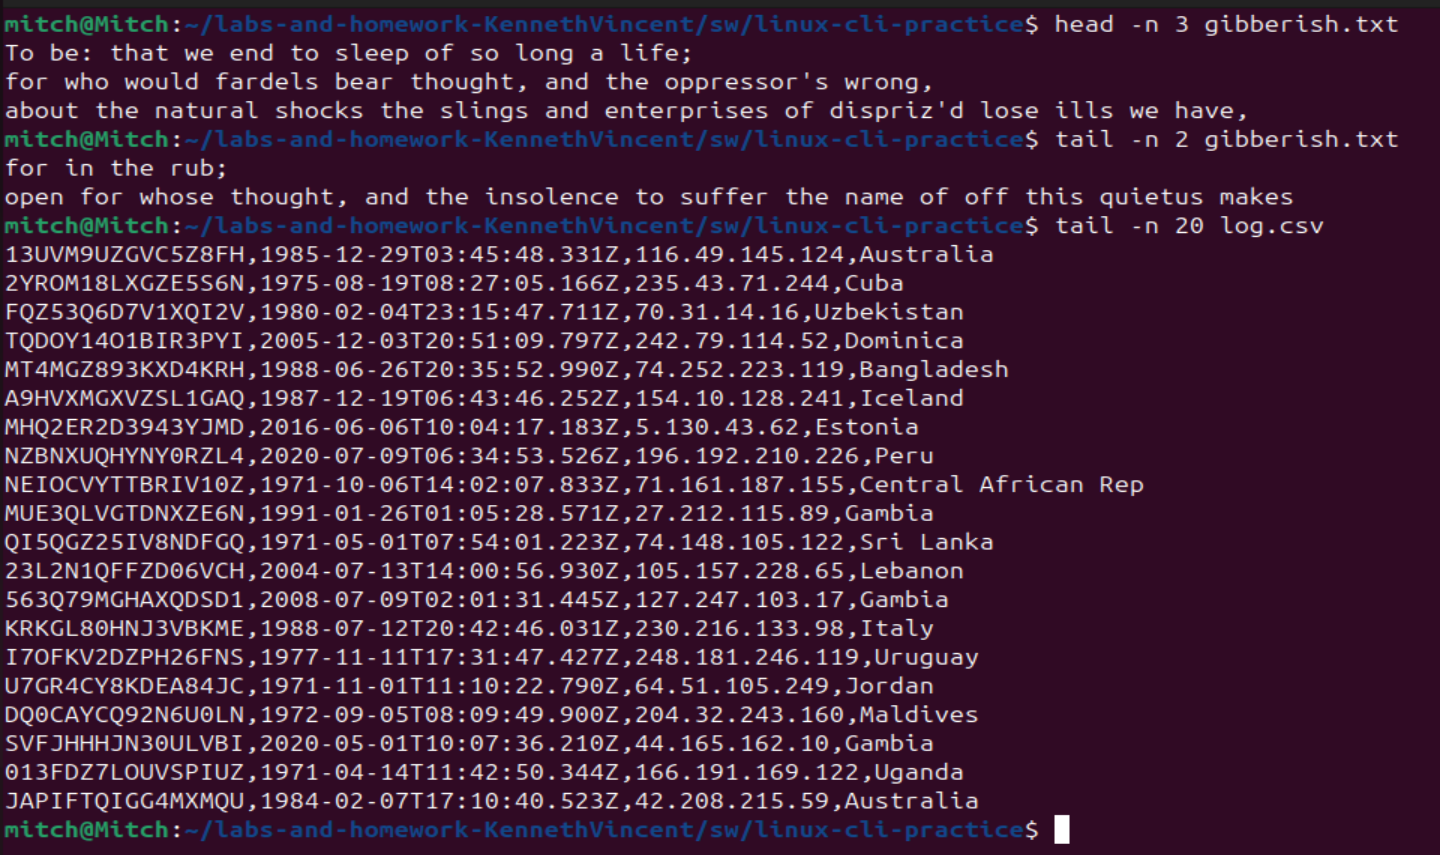 mitch@Mitch:~/labs-and-homework-KennethVincent/sw/linux-cli-practice$ head -n 3 gibberish.txt
To be: that we end to sleep of so long a life;
for who would fardels bear thought, and the oppressor's wrong,
about the natural shocks the slings and enterprises of dispriz'd lose ills we have,
mitch@Mitch:~/labs-and-homework-KennethVincent/sw/linux-cli-practice$ tail -n 2 gibberish.txt
for in the rub;
open for whose thought, and the insolence to suffer the name of off this quietus makes
mitch@Mitch:~/labs-and-homework-KennethVincent/sw/linux-cli-practice$ tail -n 20 log.csv
13UVM9UZGVC5Z8FH,1985-12-29T03:45:48.331Z,116.49.145.124,Australia
2YROM18LXGZE5S6N,1975-08-19T08:27:05.166Z,235.43.71.244,Cuba
FQZ53Q6D7V1XQI2V,1980-02-04T23:15:47.711Z,70.31.14.16,Uzbekistan
TQDOY14O1BIR3PYI,2005-12-03T20:51:09.797Z,242.79.114.52,Dominica
MT4MGZ893KXD4KRH,1988-06-26T20:35:52.990Z,74.252.223.119,Bangladesh
A9HVXMGXVZSL1GAQ,1987-12-19T06:43:46.252Z,154.10.128.241,Iceland
MHQ2ER2D3943YJMD,2016-06-06T10:04:17.183Z,5.130.43.62,Estonia
NZBNXUQHYNY0RZL4,2020-07-09T06:34:53.526Z,196.192.210.226,Peru
NEIOCVYTTBRIV10Z,1971-10-06T14:02:07.833Z,71.161.187.155,Central African Rep
MUE3QLVGTDNXZE6N,1991-01-26T01:05:28.571Z,27.212.115.89,Gambia
QI5QGZ25IV8NDFGQ,1971-05-01T07:54:01.223Z,74.148.105.122,Sri Lanka
23L2N1QFFZD06VCH,2004-07-13T14:00:56.930Z,105.157.228.65,Lebanon
563Q79MGHAXQDSD1,2008-07-09T02:01:31.445Z,127.247.103.17,Gambia
KRKGL80HNJ3VBKME,1988-07-12T20:42:46.031Z,230.216.133.98,Italy
I7OFKV2DZPH26FNS,1977-11-11T17:31:47.427Z,248.181.246.119,Uruguay
U7GR4CY8KDEA84JC,1971-11-01T11:10:22.790Z,64.51.105.249,Jordan
DQ0CAYCQ92N6U0LN,1972-09-05T08:09:49.900Z,204.32.243.160,Maldives
SVFJHHHJN30ULVBI,2020-05-01T10:07:36.210Z,44.165.162.10,Gambia
013FDZ7LOUVSPIUZ,1971-04-14T11:42:50.344Z,166.191.169.122,Uganda
JAPIFTQIGG4MXMQU,1984-02-07T17:10:40.523Z,42.208.215.59,Australia
mitch@Mitch:~/labs-and-homework-KennethVincent/sw/linux-cli-practice$